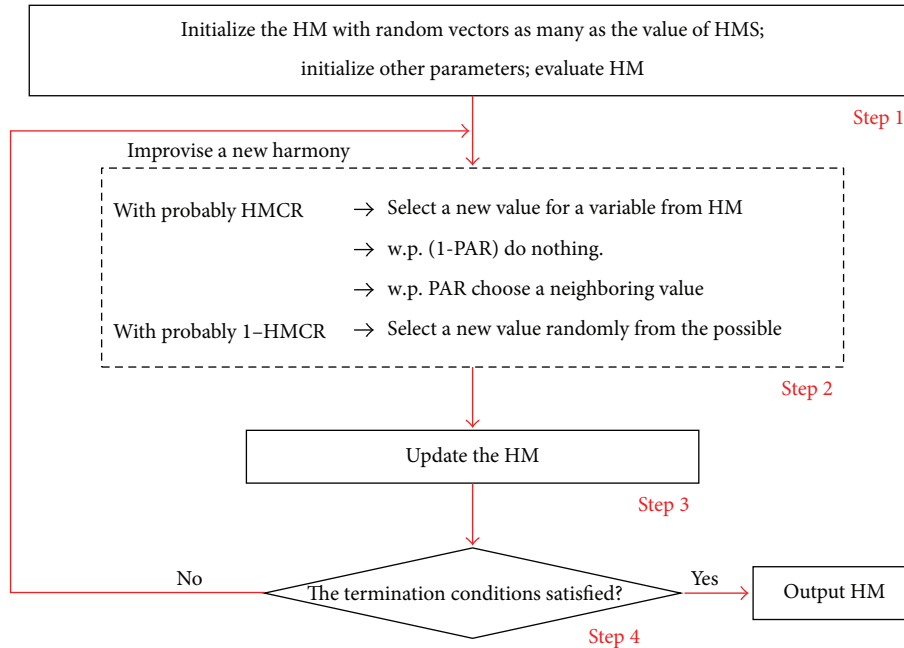 Initialize the HM with random vectors as many as the value of HMS;
initialize other parameters; evaluate HM
Step 1
Improvise a new harmony
With probably HMCR → Select a new value for a variable from HM
→ w.p. (1-PAR) do nothing.
→ w.p. PAR choose a neighboring value
With probably 1–HMCR → Select a new value randomly from the possible
Step 2
Update the HM
Step 3
No
The termination conditions satisfied?
Yes
Output HM
Step 4